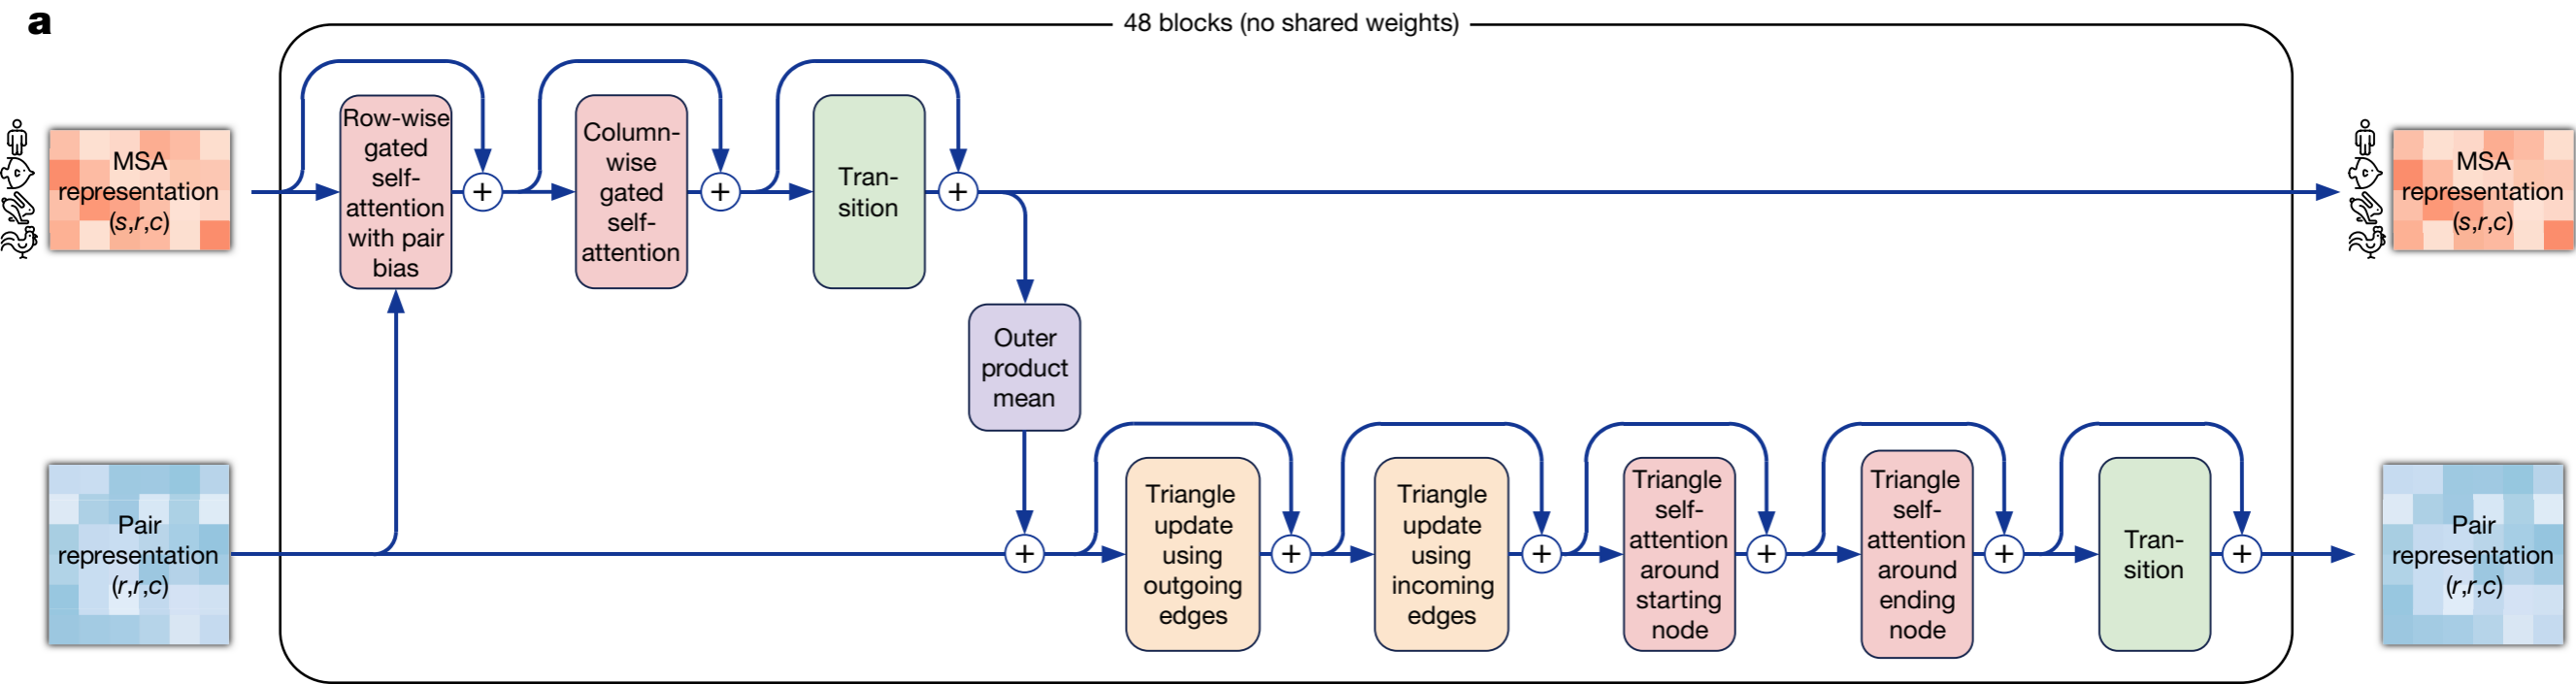 a
48 blocks (no shared weights)
MSA
representation
(s,r,c)
Row-wise
gated
self-
attention
with pair
bias
+
Column-
wise
gated
self-
attention
+
Tran-
sition
+
MSA
representation
(s,r,c)
Outer
product
mean
Pair
representation
(r,r,c)
+
Triangle
update
using
outgoing
edges
+
Triangle
update
using
incoming
edges
+
Triangle
self-
attention
around
starting
node
+
Triangle
self-
attention
around
ending
node
+
Tran-
sition
+
Pair
representation
(r,r,c)